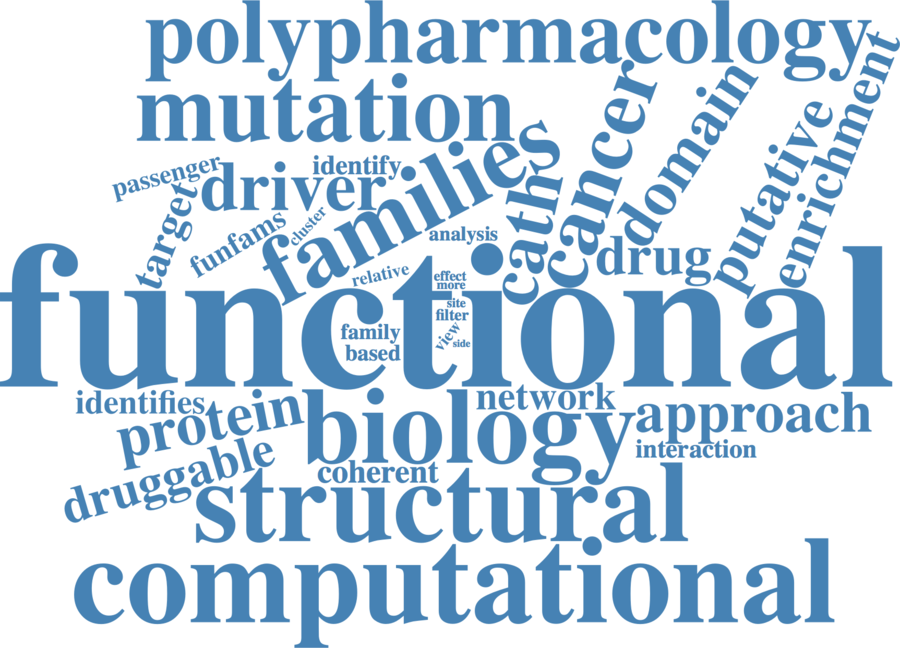 polypharmacology
mutation
cancer
domain
putative
enrichment
passenger
identify
driver
families
cath
target
funfams
cluster
analysis
drug
relative
effect
more
functional
site
filter
family
view
side
based
identifies
protein
biology
network
approach
interaction
druggable
coherent
structural
computational